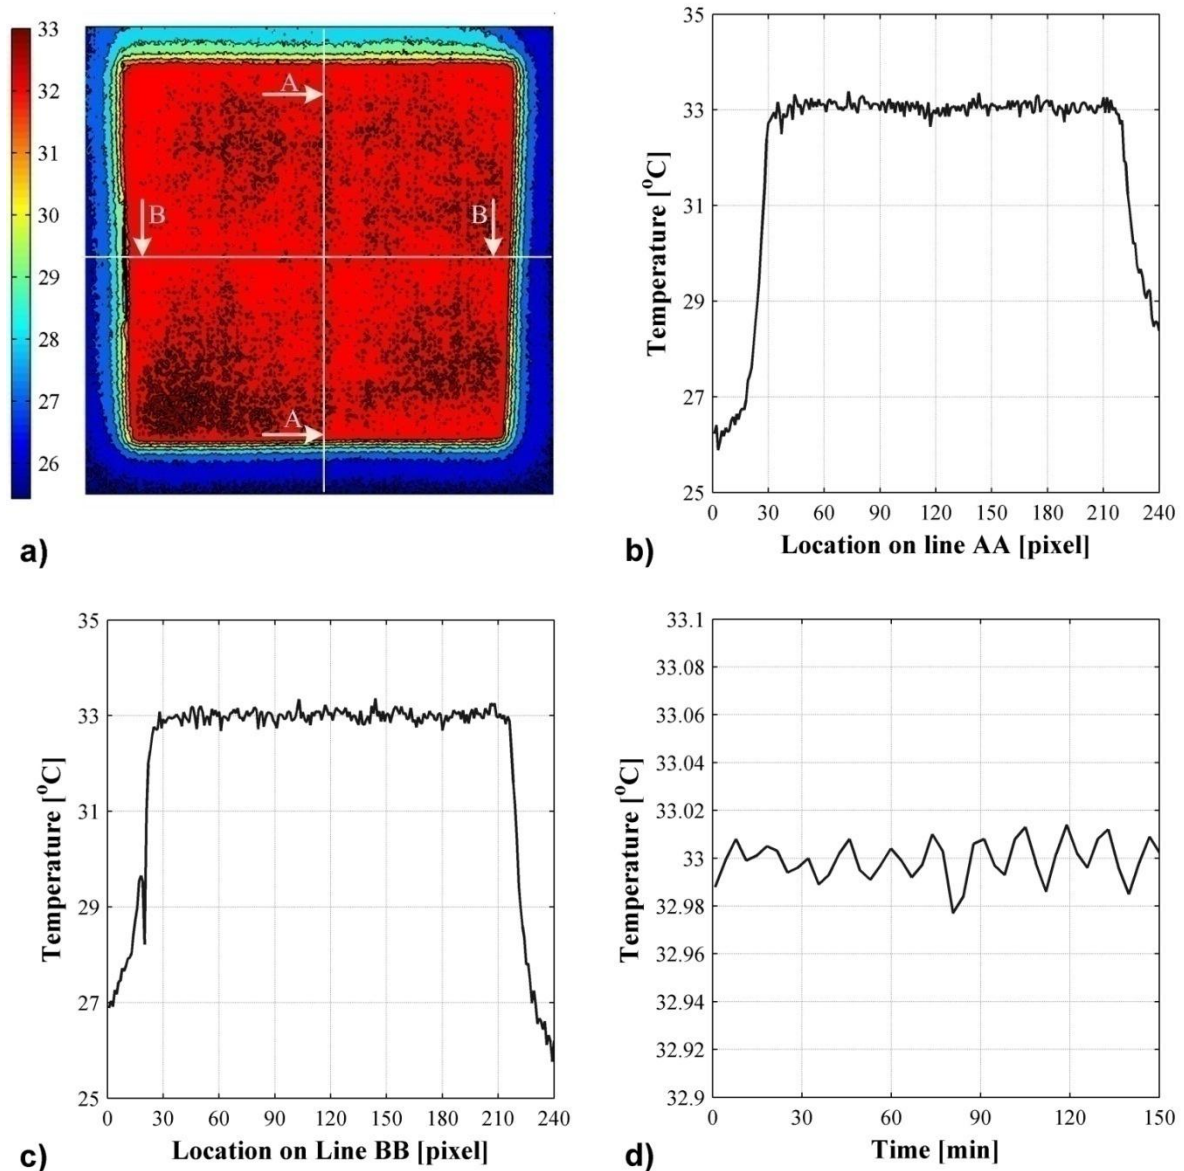 33
32
31
30
29
28
27
26
A
B
B
A
a)
35
33
31
29
27
25
Temperature [°C]
0 30 60 90 120 150 180 210 240
Location on line AA [pixel]
b)
35
33
31
29
27
25
Temperature [°C]
0 30 60 90 120 150 180 210 240
Location on Line BB [pixel]
c)
33.1
33.08
33.06
33.04
33.02
33
32.98
32.96
32.94
32.92
32.9
Temperature [°C]
0 30 60 90 120 150
Time [min]
d)